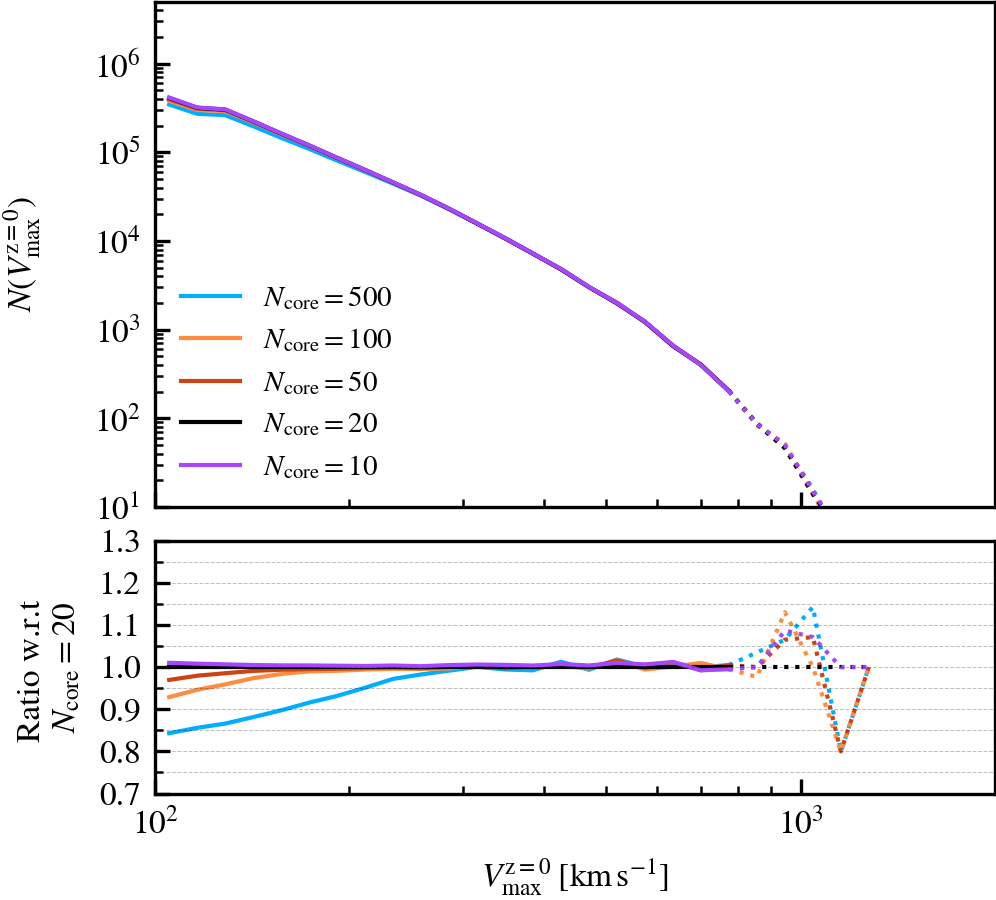 10^6
10^5
10^4
10^3
10^2
10^1
N(V_max^{z=0})
N_core = 500
N_core = 100
N_core = 50
N_core = 20
N_core = 10
1.3
1.2
1.1
1.0
0.9
0.8
0.7
Ratio w.r.t
N_core = 20
10^2 10^3
V_max^{z=0} [km s^{-1}]